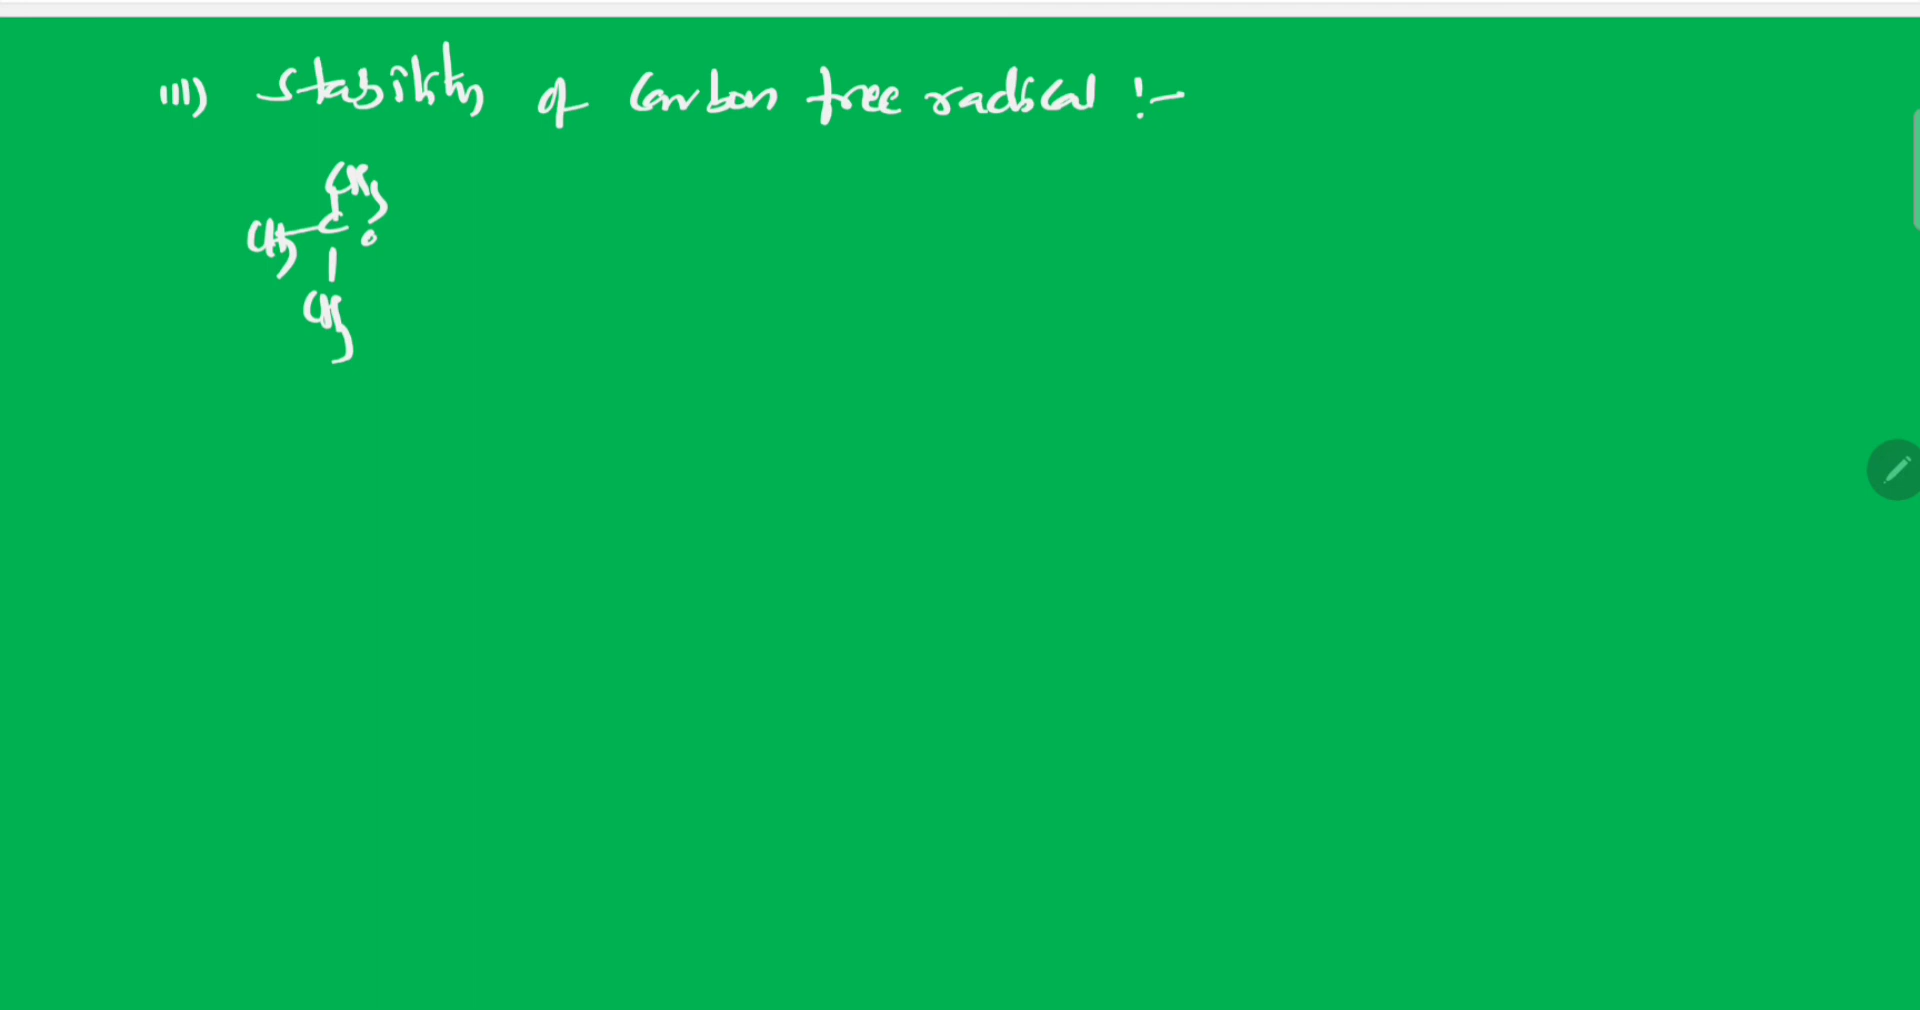 III) Stability of Carbon free radical :-
CH3
CH3-C•
CH3